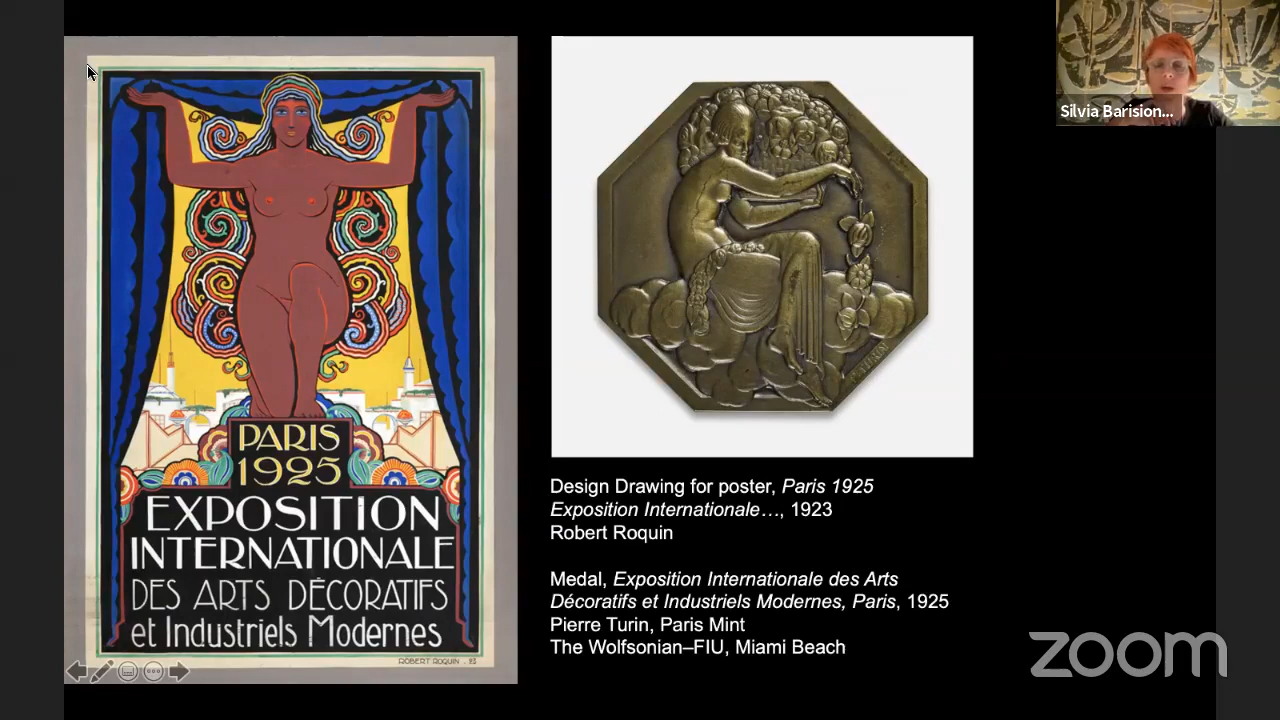 PARIS
1925
EXPOSITION
INTERNATIONALE
DES ARTS DÉCORATIFS
et Industriels Modernes
ROBERT ROQUIN . 23
Design Drawing for poster, Paris 1925
Exposition Internationale…, 1923
Robert Roquin
Medal, Exposition Internationale des Arts
Décoratifs et Industriels Modernes, Paris, 1925
Pierre Turin, Paris Mint
The Wolfsonian–FIU, Miami Beach
Silvia Barision...
zoom